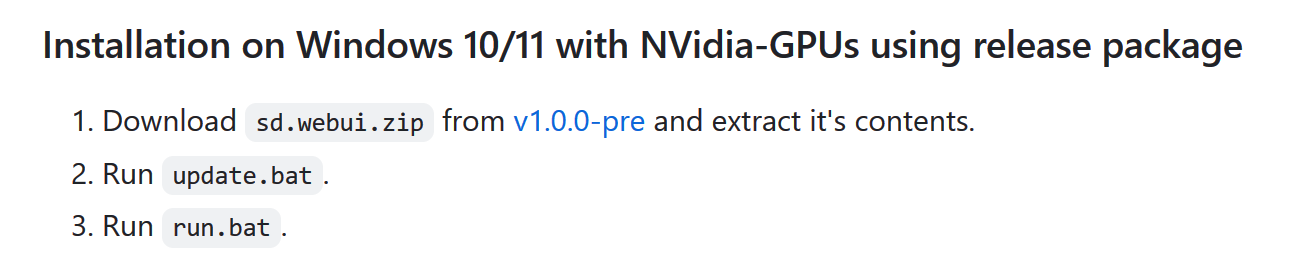 Installation on Windows 10/11 with NVidia-GPUs using release package
1. Download sd.webui.zip from v1.0.0-pre and extract it's contents.
2. Run update.bat.
3. Run run.bat.